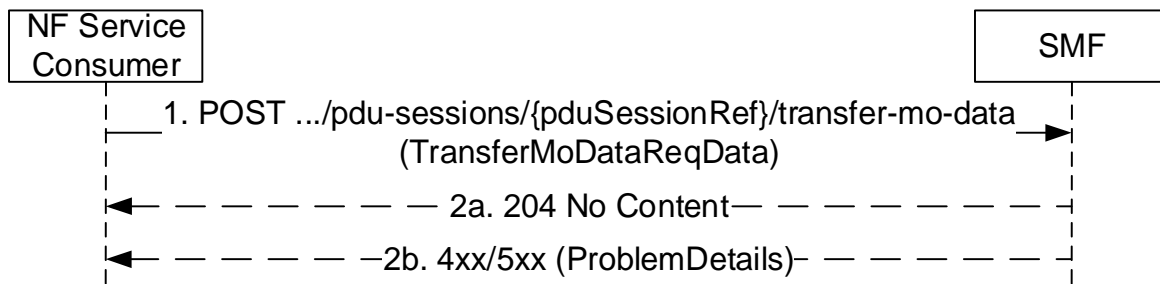 NF Service
Consumer
SMF
1. POST .../pdu-sessions/{pduSessionRef}/transfer-mo-data
(TransferMoDataReqData)
2a. 204 No Content
2b. 4xx/5xx (ProblemDetails)